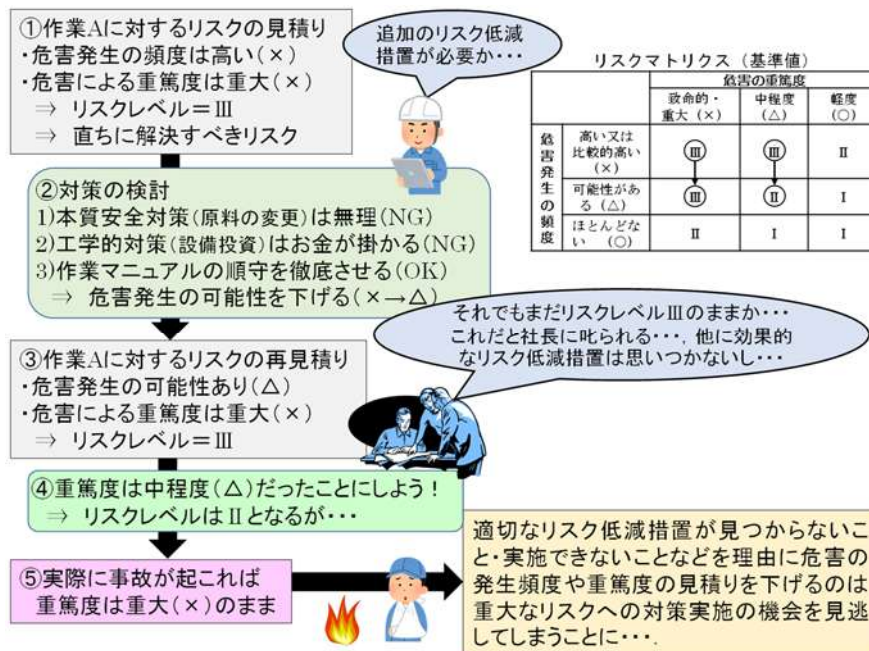 ①作業Aに対するリスクの見積り
・危害発生の頻度は高い(×)
・危害による重篤度は重大(×)
⇒ リスクレベル=Ⅲ
⇒ 直ちに解決すべきリスク
追加のリスク低減
措置が必要か・・・
リスクマトリクス (基準値)
危害の重篤度
致命的・
重大 (×)
中程度
(△)
軽度
(○)
危害発生の頻度
高い又は
比較的高い
(×)
Ⅲ
Ⅲ
Ⅱ
可能性があ
る (△)
Ⅲ
Ⅱ
Ⅰ
ほとんどな
い (○)
Ⅱ
Ⅰ
Ⅰ
②対策の検討
1)本質安全対策(原料の変更)は無理(NG)
2)工学的対策(設備投資)はお金が掛かる(NG)
3)作業マニュアルの順守を徹底させる(OK)
⇒ 危害発生の可能性を下げる(×→△)
それでもまだリスクレベルⅢのままか・・・
これだと社長に叱られる・・・, 他に効果的
なリスク低減措置は思いつかないし・・・
③作業Aに対するリスクの再見積り
・危害発生の可能性あり(△)
・危害による重篤度は重大(×)
⇒ リスクレベル=Ⅲ
④重篤度は中程度(△)だったことにしよう!
⇒ リスクレベルはⅡとなるが・・・
⑤実際に事故が起これば
重篤度は重大(×)のまま
適切なリスク低減措置が見つからないこ
と・実施できないことなどを理由に危害の
発生頻度や重篤度の見積りを下げるのは
重大なリスクへの対策実施の機会を見逃
してしまうことに・・・.